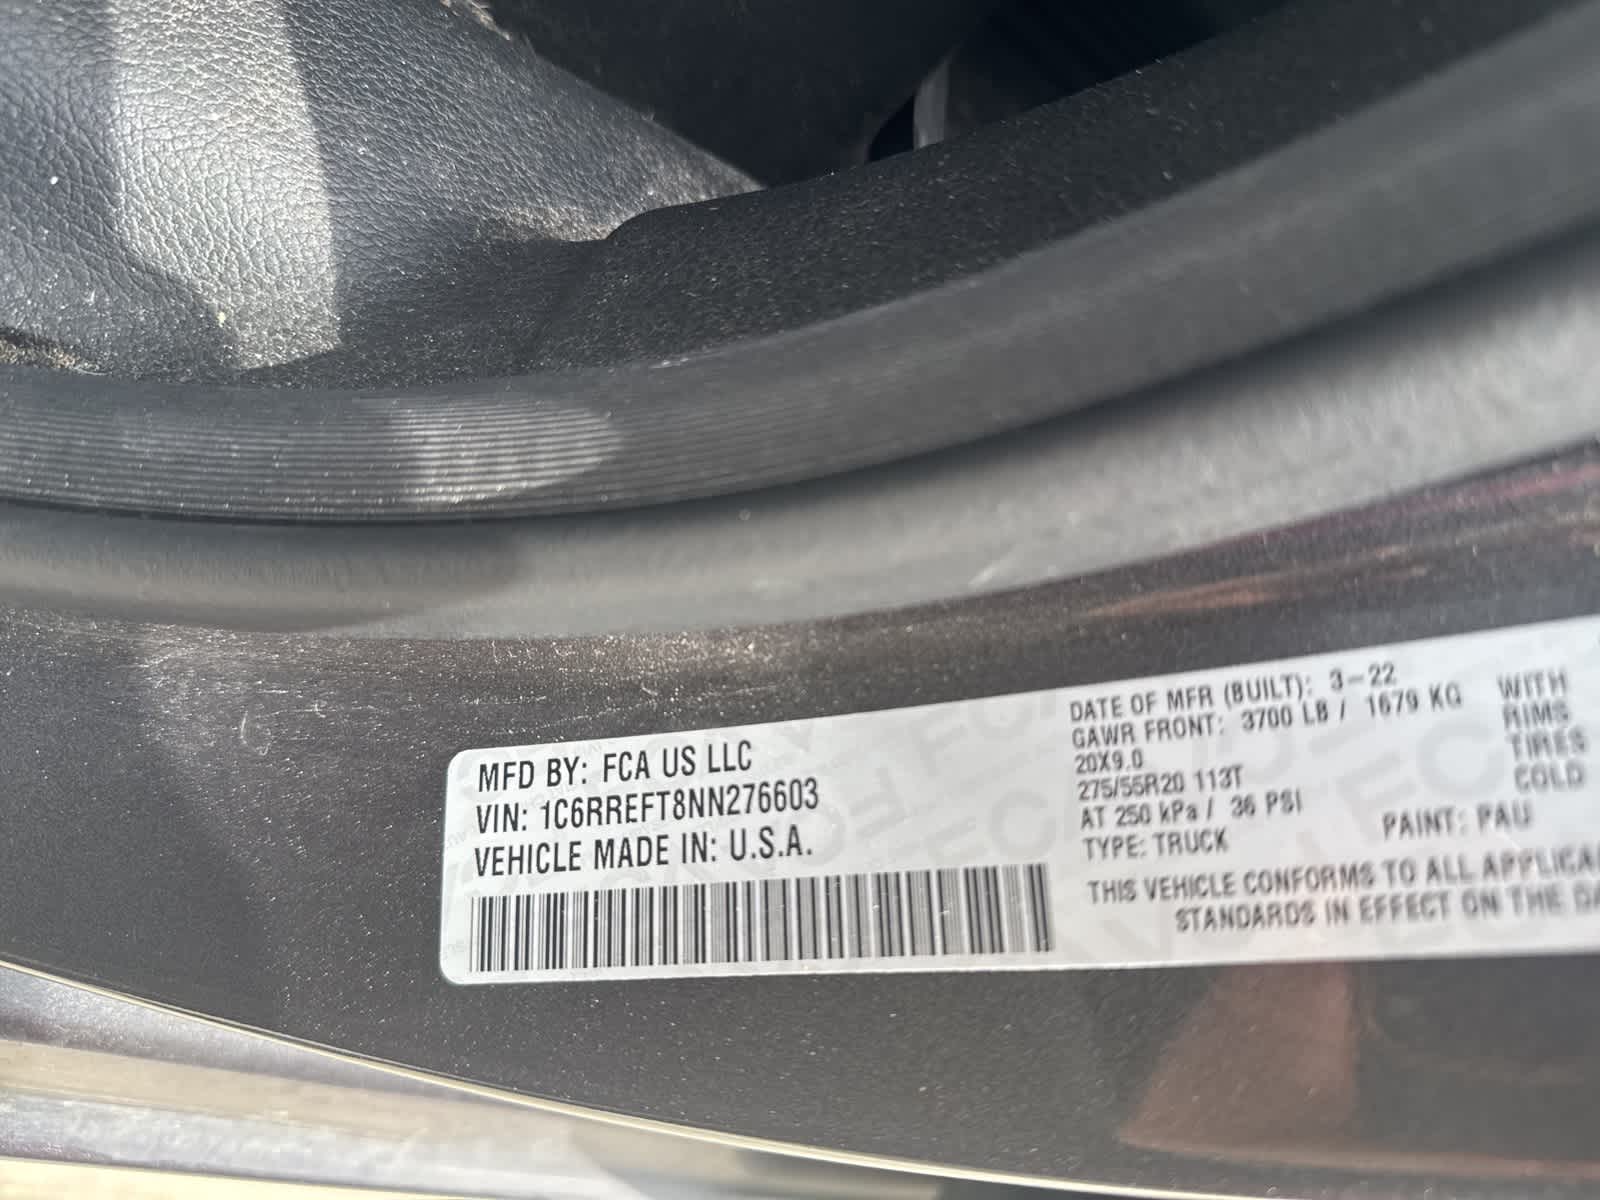 MFD BY: FCA US LLC
VIN: 1C6RREFT8NN276603
VEHICLE MADE IN: U.S.A.
DATE OF MFR (BUILT): 3-22
GAWR FRONT: 3700 LB / 1679 KG WITH
20X9.0 RIMS
275/55R20 113T TIRES
AT 250 kPa / 36 PSI COLD
TYPE: TRUCK PAINT: PAU
THIS VEHICLE CONFORMS TO ALL APPLICA
STANDARDS IN EFFECT ON THE DA